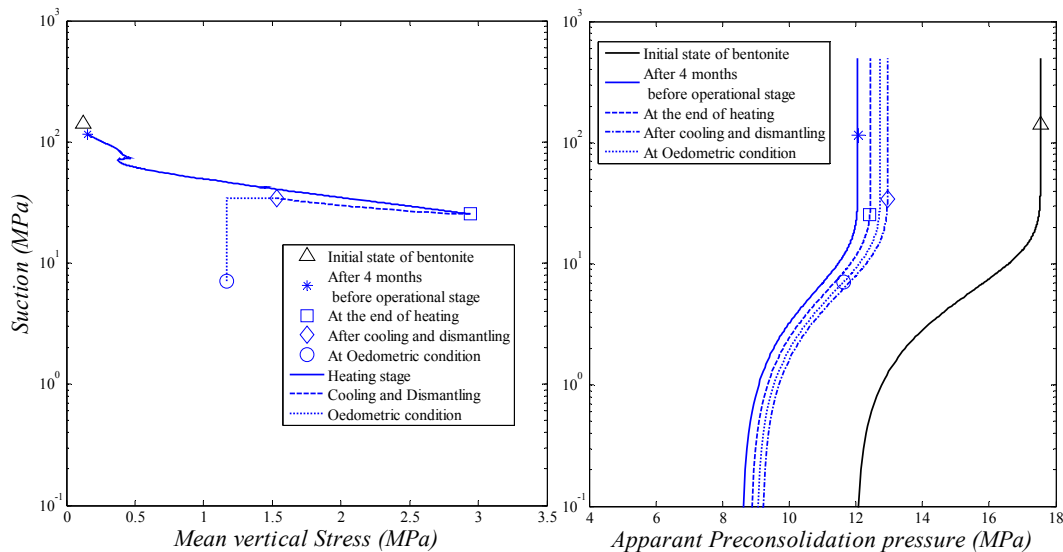 10^3
10^2
10^1
10^0
10^-1
Suction (MPa)
0
0.5
1
1.5
2
2.5
3
3.5
Mean vertical Stress (MPa)
Initial state of bentonite
After 4 months
before operational stage
At the end of heating
After cooling and dismantling
At Oedometric condition
Heating stage
Cooling and Dismantling
Oedometric condition
Initial state of bentonite
After 4 months
before operational stage
At the end of heating
After cooling and dismantling
At Oedometric condition
10^3
10^2
10^1
10^0
10^-1
4
6
8
10
12
14
16
18
Apparant Preconsolidation pressure (MPa)